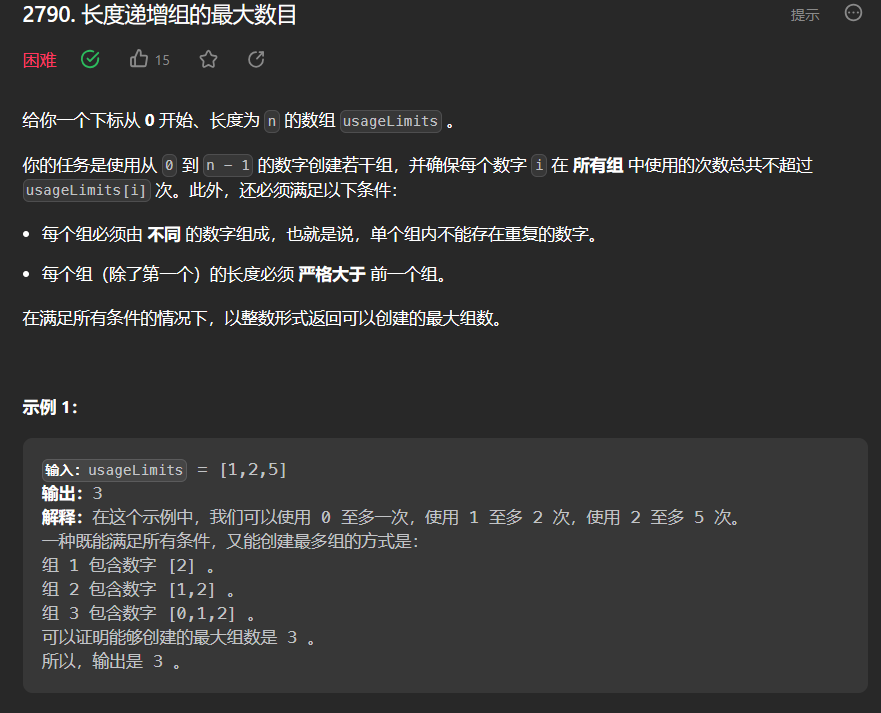 2790. 长度递增组的最大数目
提示
困难 15
给你一个下标从 0 开始、长度为 n 的数组 usageLimits 。
你的任务是使用从 0 到 n - 1 的数字创建若干组，并确保每个数字 i 在 所有组 中使用的次数总共不超过
usageLimits[i] 次。此外，还必须满足以下条件：
• 每个组必须由 不同 的数字组成，也就是说，单个组内不能存在重复的数字。
• 每个组（除了第一个）的长度必须 严格大于 前一个组。
在满足所有条件的情况下，以整数形式返回可以创建的最大组数。
示例 1：
输入：usageLimits = [1,2,5]
输出：3
解释：在这个示例中，我们可以使用 0 至多一次，使用 1 至多 2 次，使用 2 至多 5 次。
一种既能满足所有条件，又能创建最多组的方式是：
组 1 包含数字 [2] 。
组 2 包含数字 [1,2] 。
组 3 包含数字 [0,1,2] 。
可以证明能够创建的最大组数是 3 。
所以，输出是 3 。